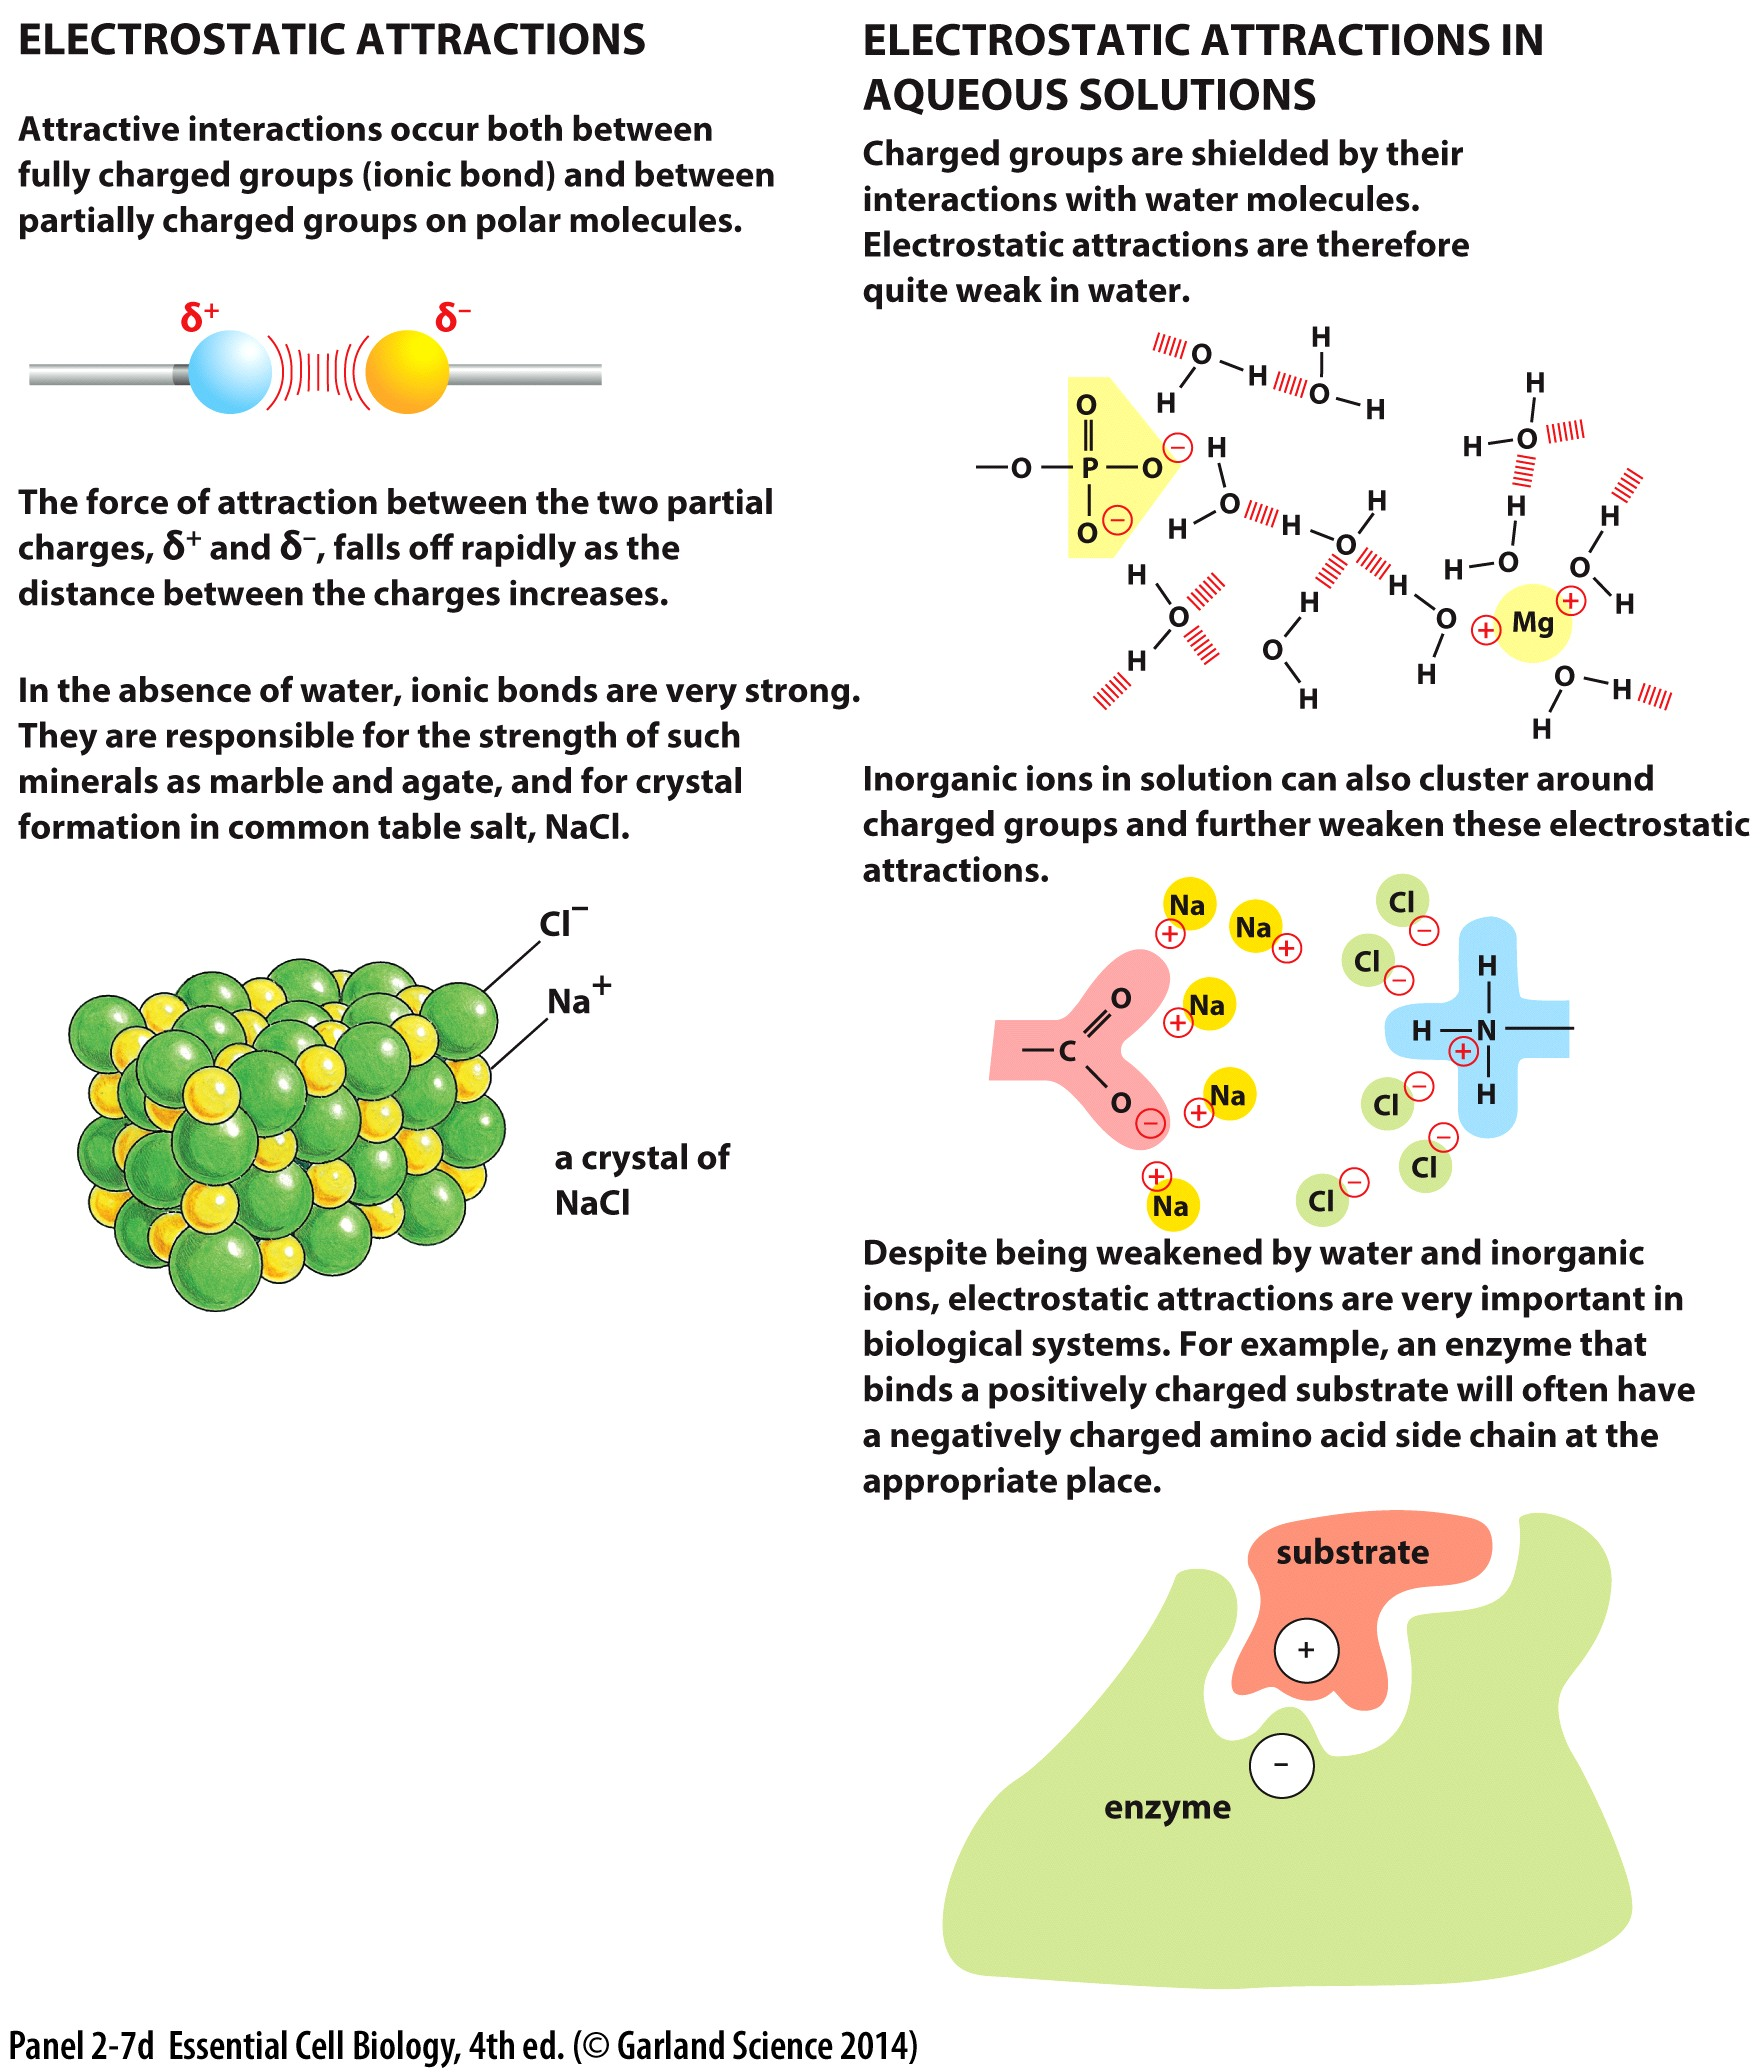 ELECTROSTATIC ATTRACTIONS
Attractive interactions occur both between
fully charged groups (ionic bond) and between
partially charged groups on polar molecules.
δ+ δ−
The force of attraction between the two partial
charges, δ+ and δ−, falls off rapidly as the
distance between the charges increases.
In the absence of water, ionic bonds are very strong.
They are responsible for the strength of such
minerals as marble and agate, and for crystal
formation in common table salt, NaCl.
Cl−
Na+
a crystal of
NaCl
ELECTROSTATIC ATTRACTIONS IN
AQUEOUS SOLUTIONS
Charged groups are shielded by their
interactions with water molecules.
Electrostatic attractions are therefore
quite weak in water.
H
O H O H
H
O
O P O −
O −
H
O H
H
H O H
H
O
H
H O
H
H O
H
O
H
H
O
H
H
O
H
+ Mg +
O H
H
Inorganic ions in solution can also cluster around
charged groups and further weaken these electrostatic
attractions.
Na +
Na +
Na +
Na +
Na +
O
C
O −
Cl −
Cl −
Cl −
Cl −
Cl −
H
H N
+
H
Despite being weakened by water and inorganic
ions, electrostatic attractions are very important in
biological systems. For example, an enzyme that
binds a positively charged substrate will often have
a negatively charged amino acid side chain at the
appropriate place.
substrate
+
−
enzyme
Panel 2-7d Essential Cell Biology, 4th ed. (© Garland Science 2014)